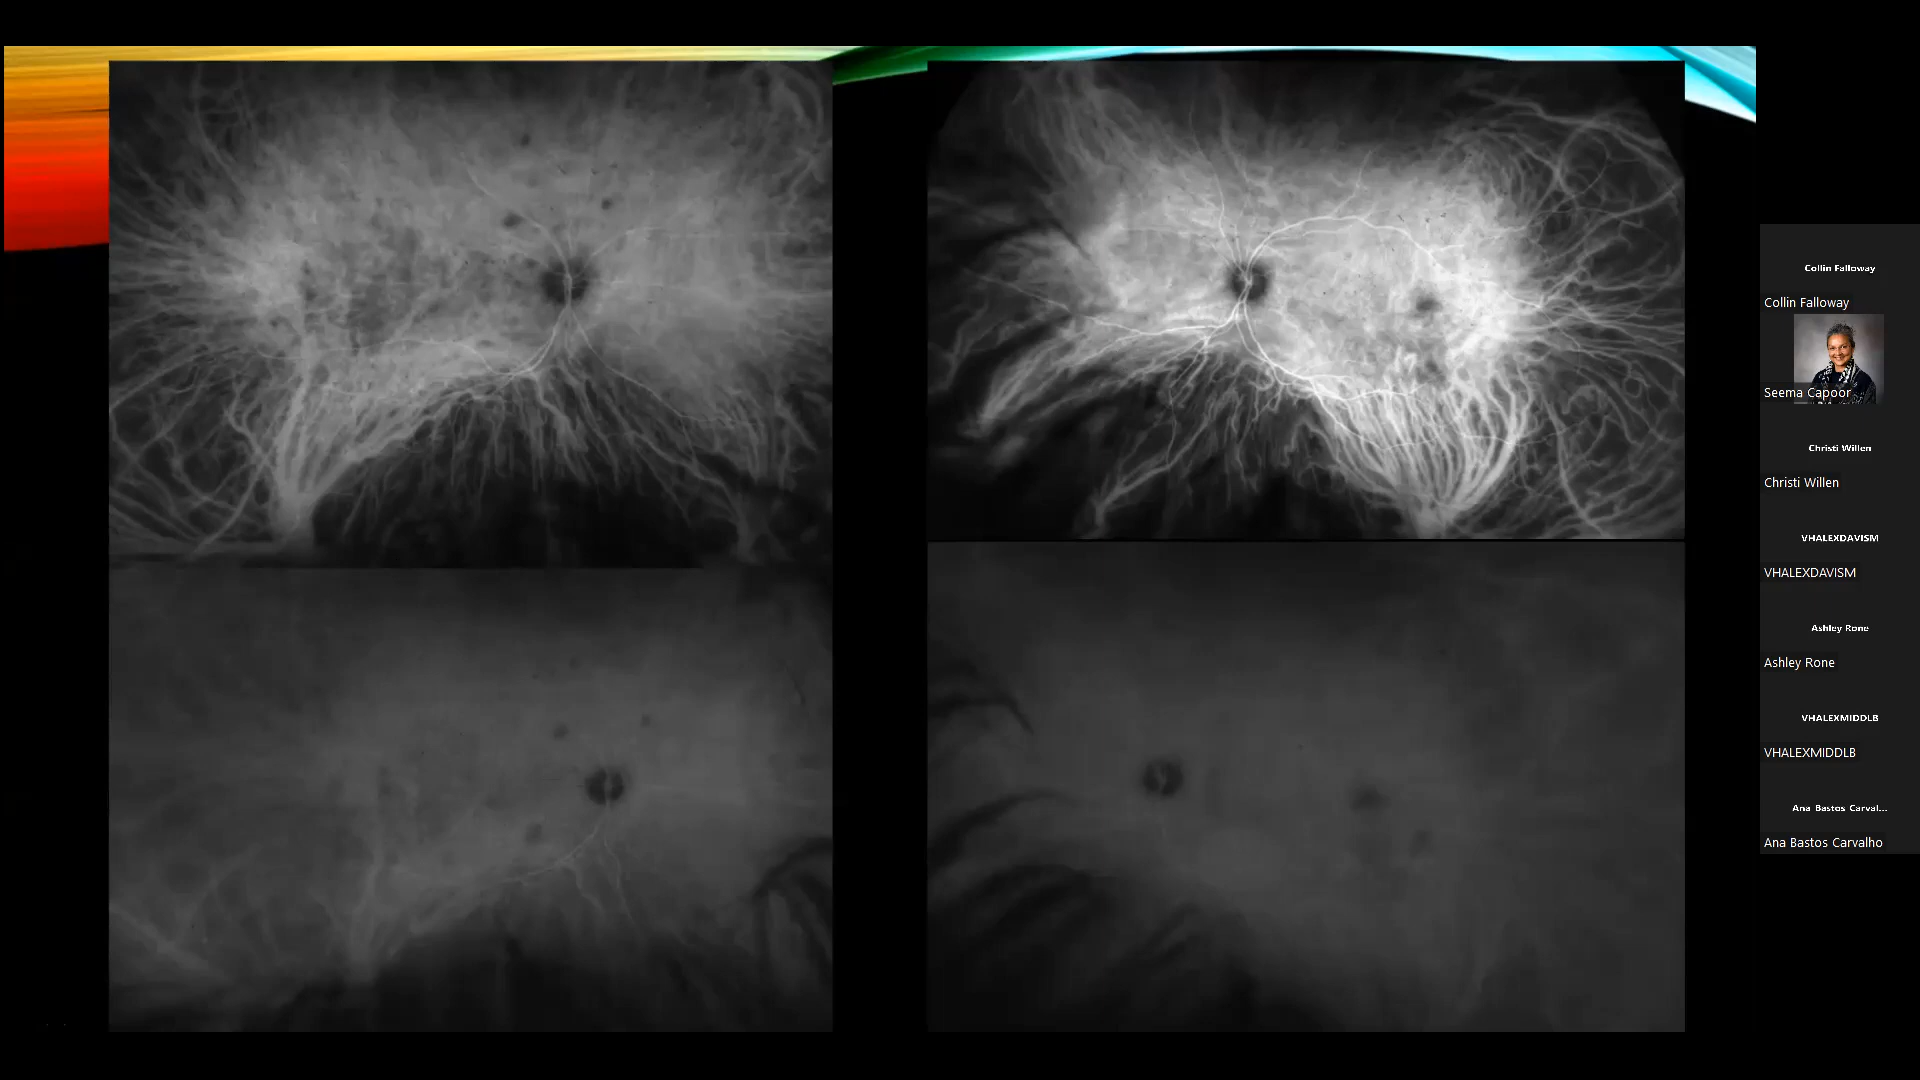 Collin Falloway
Collin Falloway
Seema Capoor
Christi Willen
Christi Willen
VHALEXDAVISM
VHALEXDAVISM
Ashley Rone
Ashley Rone
VHALEXMIDDLB
VHALEXMIDDLB
Ana Bastos Carval...
Ana Bastos Carvalho